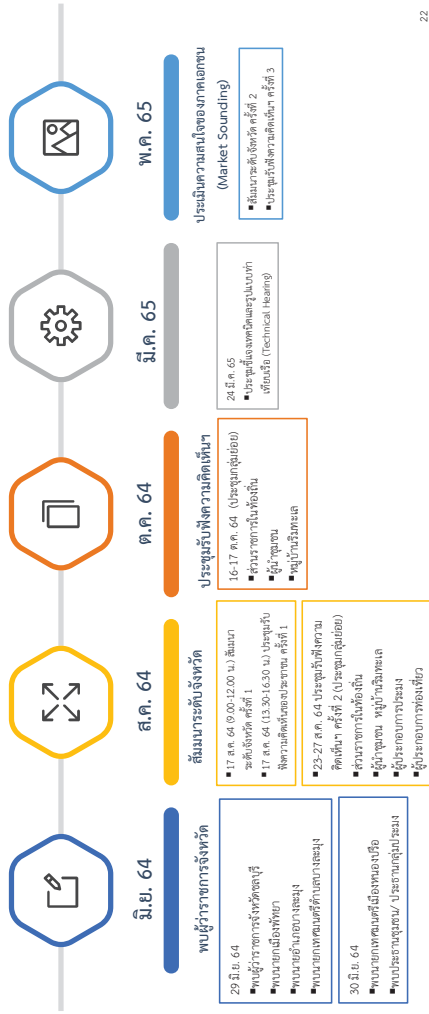 มิ.ย. 64
พบผู้ว่าราชการจังหวัด
29 มิ.ย. 64
▪พบผู้ว่าราชการจังหวัดชลบุรี
▪พบนายกเมืองพัทยา
▪พบนายอำเภอบางละมุง
▪พบนายกเทศมนตรีตำบลบางละมุง
30 มิ.ย. 64
▪พบนายกเทศมนตรีเมืองหนองปรือ
▪พบประธานชุมชน/ ประธานกลุ่มประมง
ส.ค. 64
สัมมนาระดับจังหวัด
▪ 17 ส.ค. 64 (9.00-12.00 น.) สัมมนา
ระดับจังหวัด ครั้งที่ 1
▪ 17 ส.ค. 64 (13.30-16.30 น.) ประชุมรับ
ฟังความคิดเห็นของประชาชน ครั้งที่ 1
▪23-27 ส.ค. 64 ประชุมรับฟังความ
คิดเห็นฯ ครั้งที่ 2 (ประชุมกลุ่มย่อย)
▪ส่วนราชการในท้องถิ่น
▪ผู้นำชุมชน หมู่บ้านริมทะเล
▪ผู้ประกอบการประมง
▪ผู้ประกอบการท่องเที่ยว
ต.ค. 64
ประชุมรับฟังความคิดเห็นฯ
16-17 ต.ค. 64 (ประชุมกลุ่มย่อย)
▪ส่วนราชการในท้องถิ่น
▪ผู้นำชุมชน
▪หมู่บ้านริมทะเล
มี.ค. 65
24 มี.ค. 65
▪ประชุมชี้แจงเทคนิคและรูปแบบท่า
เทียบเรือ (Technical Hearing)
พ.ค. 65
ประเมินความสนใจของภาคเอกชน
(Market Sounding)
▪สัมมนาระดับจังหวัด ครั้งที่ 2
▪ประชุมรับฟังความคิดเห็นฯ ครั้งที่ 3
22